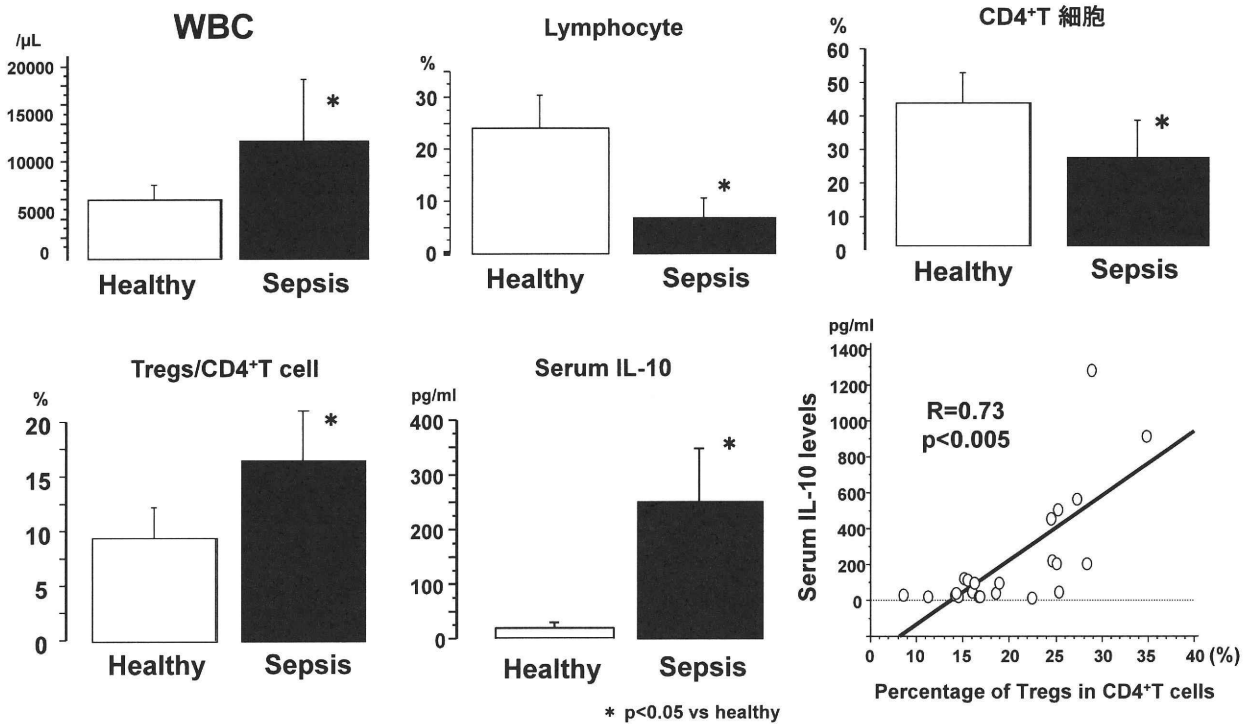 WBC
/µL
20000
15000
10000
5000
0
*
Healthy Sepsis
Lymphocyte
%
30
20
10
0
*
Healthy Sepsis
CD4⁺T 細胞
%
60
50
40
30
20
10
0
*
Healthy Sepsis
Tregs/CD4⁺T cell
%
20
15
10
5
0
*
Healthy Sepsis
Serum IL-10
pg/ml
400
300
200
100
0
*
Healthy Sepsis
* p<0.05 vs healthy
pg/ml
1400
1200
1000
800
600
400
200
0
Serum IL-10 levels
R=0.73
p<0.005
0 10 15 20 25 30 35 40 (%)
Percentage of Tregs in CD4⁺T cells